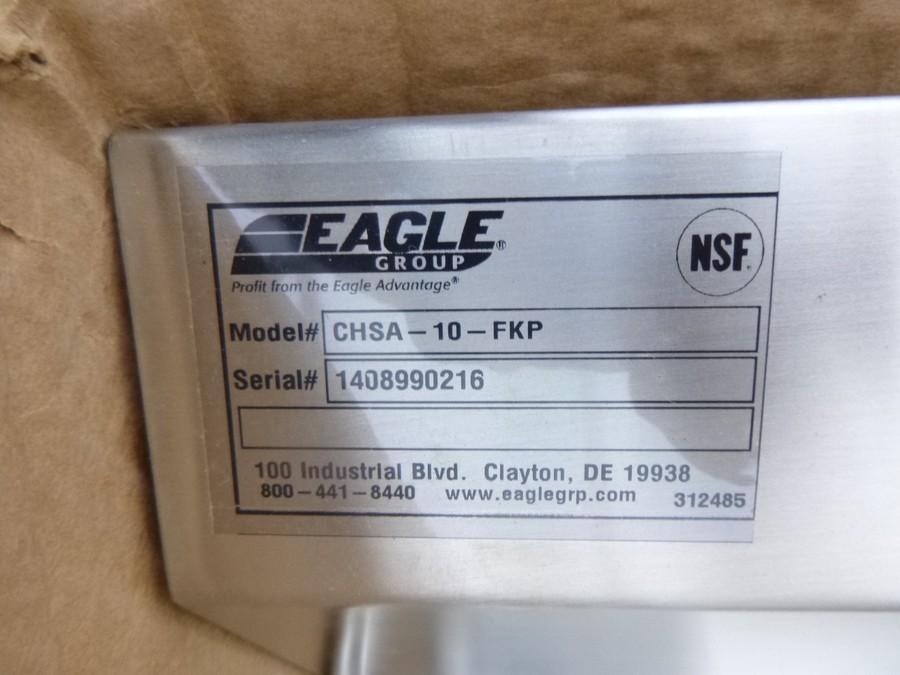 EAGLE®
GROUP
NSF®
Profit from the Eagle Advantage®
Model# CHSA-10-FKP
Serial# 1408990216
100 Industrial Blvd. Clayton, DE 19938
800-441-8440 www.eaglegrp.com 312485